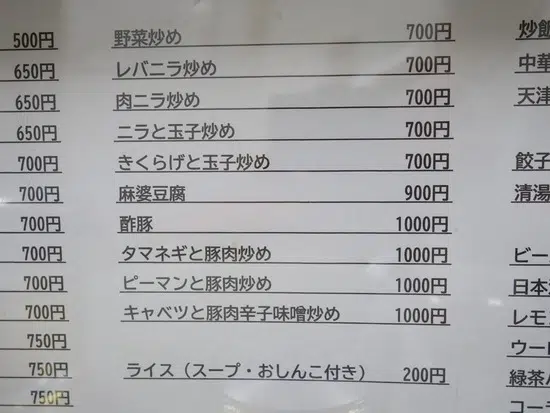 500円
650円
650円
650円
700円
700円
700円
700円
700円
700円
750円
750円
750円
野菜炒め 700円
レバニラ炒め 700円
肉ニラ炒め 700円
ニラと玉子炒め 700円
きくらげと玉子炒め 700円
麻婆豆腐 900円
酢豚 1000円
タマネギと豚肉炒め 1000円
ピーマンと豚肉炒め 1000円
キャベツと豚肉辛子味噌炒め 1000円
ライス（スープ・おしんこ付き） 200円
炒飯
中華
天津
餃子
清湯
ビー
日本
レモ
ウーロ
緑茶
コー